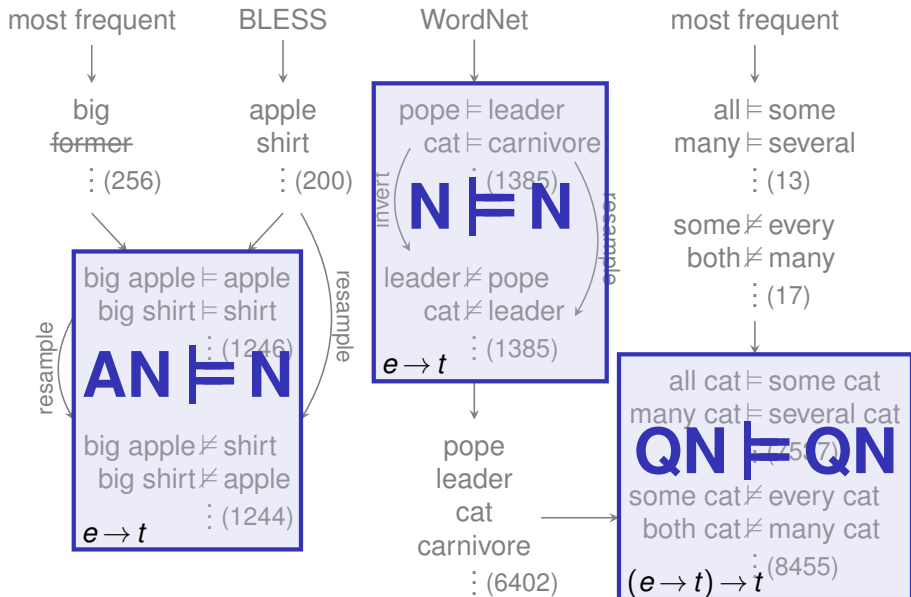 most frequent
BLESS
WordNet
most frequent
big
former
⋮ (256)
apple
shirt
⋮ (200)
pope ⊨ leader
cat ⊨ carnivore
⋮ (1385)
invert
resample
N ⊨ N
leader ⊭ pope
cat ⊭ leader
⋮ (1385)
e → t
all ⊨ some
many ⊨ several
⋮ (13)
some ⊭ every
both ⊭ many
⋮ (17)
big apple ⊨ apple
big shirt ⊨ shirt
⋮ (1246)
resample
resample
AN ⊨ N
big apple ⊭ shirt
big shirt ⊭ apple
⋮ (1244)
e → t
pope
leader
cat
carnivore
⋮ (6402)
all cat ⊨ some cat
many cat ⊨ several cat
⋮ (7537)
QN ⊨ QN
some cat ⊭ every cat
both cat ⊭ many cat
⋮ (8455)
(e → t) → t